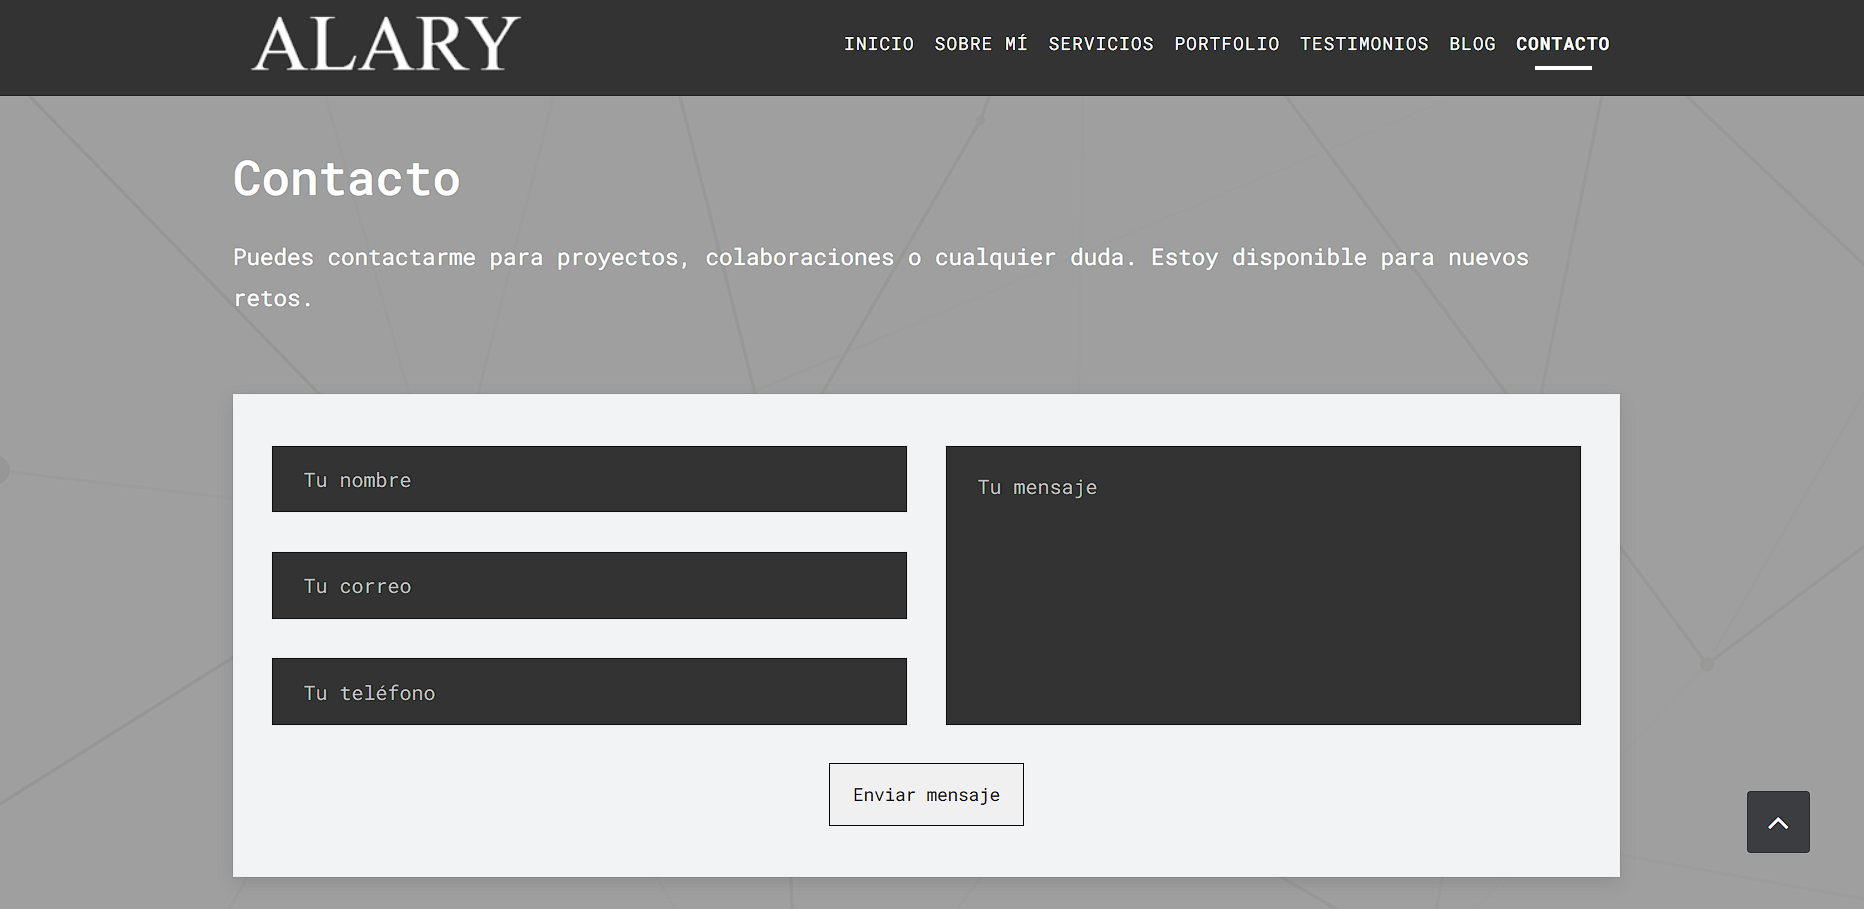 ALARY
INICIO SOBRE MÍ SERVICIOS PORTFOLIO TESTIMONIOS BLOG CONTACTO
Contacto
Puedes contactarme para proyectos, colaboraciones o cualquier duda. Estoy disponible para nuevos
retos.
Tu nombre
Tu correo
Tu teléfono
Tu mensaje
Enviar mensaje